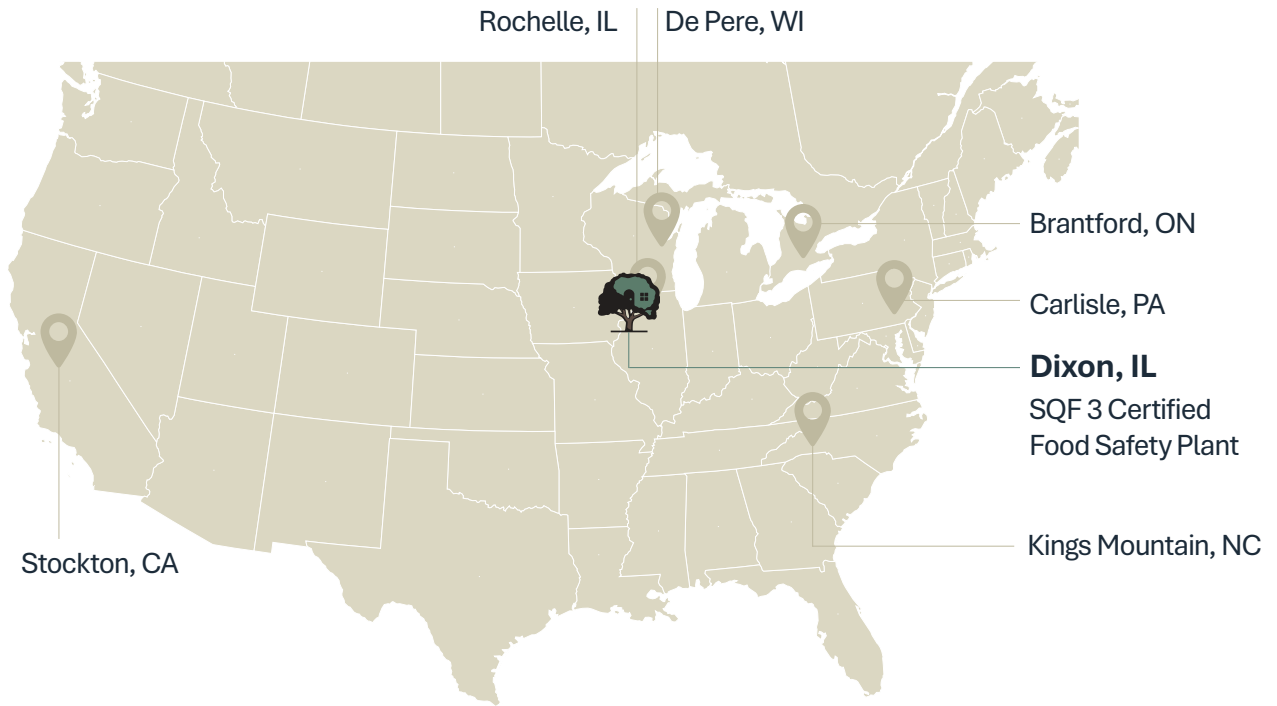 Rochelle, IL
De Pere, WI
Brantford, ON
Carlisle, PA
Dixon, IL
SQF 3 Certified
Food Safety Plant
Kings Mountain, NC
Stockton, CA